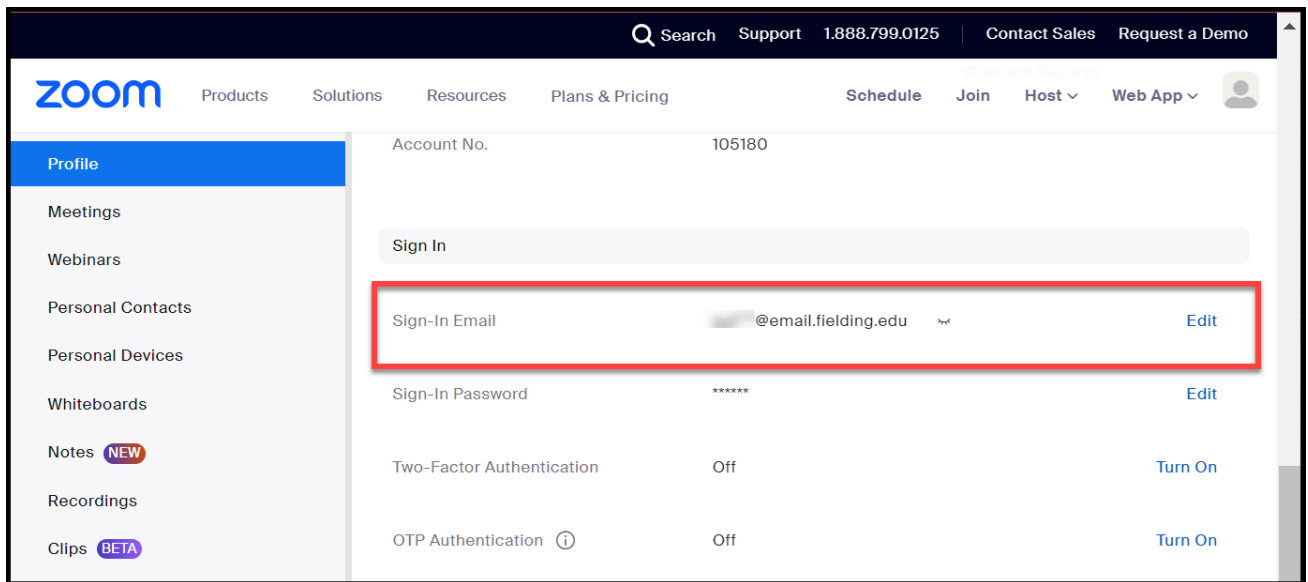 Search Support 1.888.799.0125 Contact Sales Request a Demo
standard features
zoom Products Solutions Resources Plans & Pricing Schedule Join Host Web App
Profile
Meetings
Webinars
Personal Contacts
Personal Devices
Whiteboards
Notes NEW
Recordings
Clips BETA
Account No. 105180
Sign In
Sign-In Email @email.fielding.edu Edit
Sign-In Password ****** Edit
Two-Factor Authentication Off Turn On
OTP Authentication Off Turn On